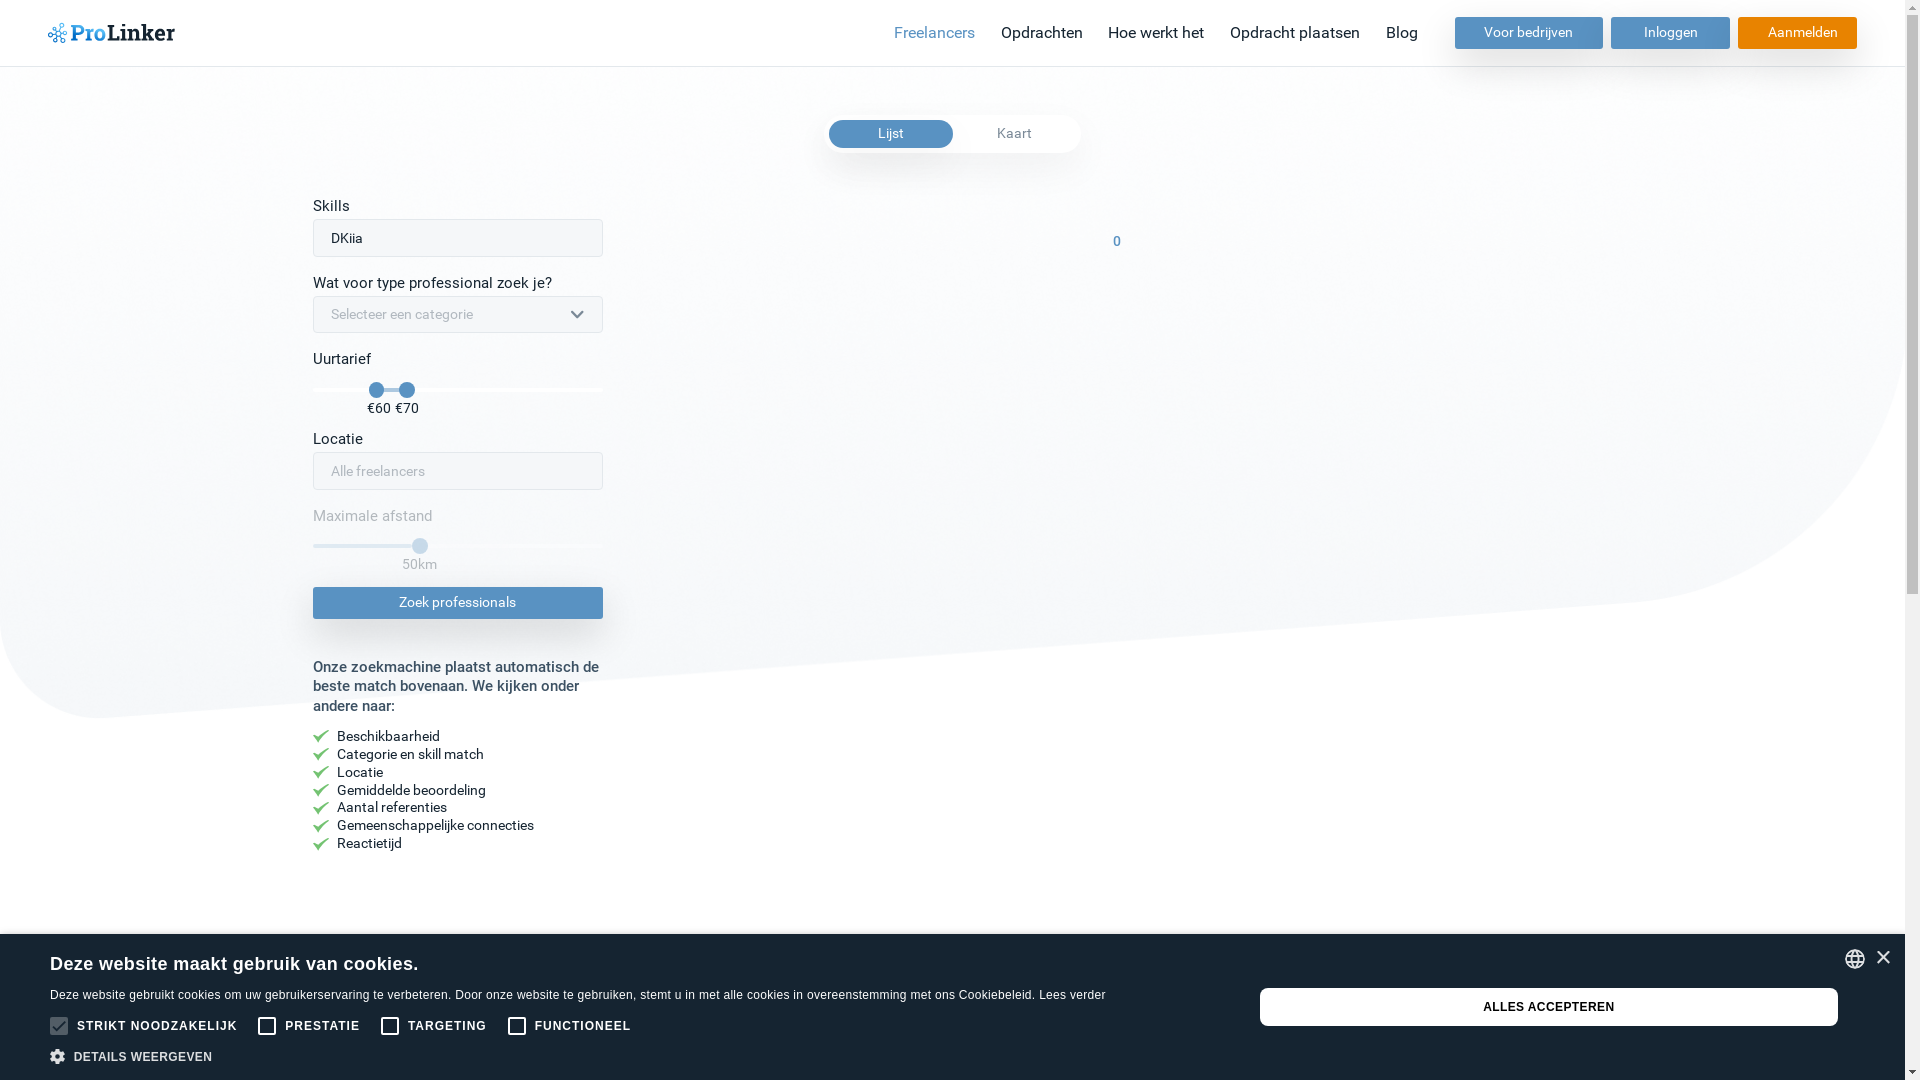 ProLinker
Freelancers
Opdrachten
Hoe werkt het
Opdracht plaatsen
Blog
Voor bedrijven
Inloggen
Aanmelden
Lijst
Kaart
Skills
DKiia
0
Wat voor type professional zoek je?
Selecteer een categorie
Uurtarief
€60 €70
Locatie
Alle freelancers
Maximale afstand
50km
Zoek professionals
Onze zoekmachine plaatst automatisch de
beste match bovenaan. We kijken onder
andere naar:
Beschikbaarheid
Categorie en skill match
Locatie
Gemiddelde beoordeling
Aantal referenties
Gemeenschappelijke connecties
Reactietijd
Deze website maakt gebruik van cookies.
Deze website gebruikt cookies om uw gebruikerservaring te verbeteren. Door onze website te gebruiken, stemt u in met alle cookies in overeenstemming met ons Cookiebeleid. Lees verder
STRIKT NOODZAKELIJK
PRESTATIE
TARGETING
FUNCTIONEEL
DETAILS WEERGEVEN
ALLES ACCEPTEREN
×